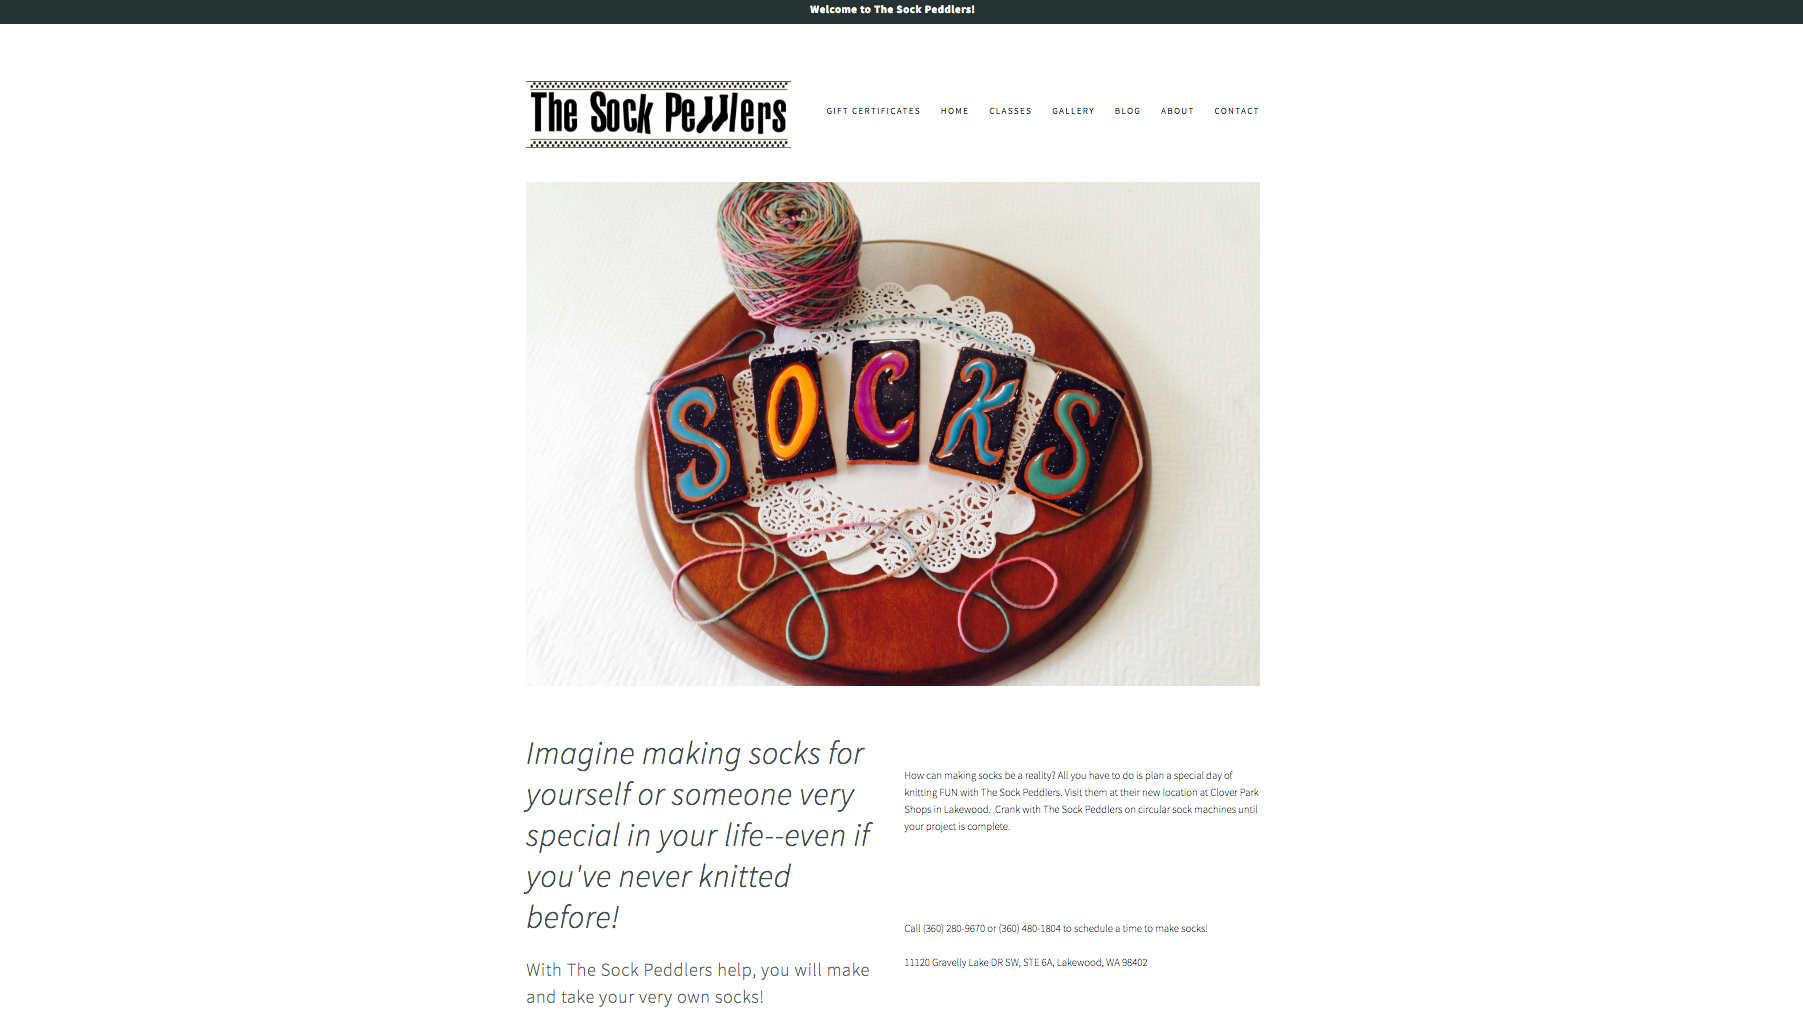 Welcome to The Sock Peddlers!
The Sock Peddlers
GIFT CERTIFICATES HOME CLASSES GALLERY BLOG ABOUT CONTACT
SOCKS
Imagine making socks for
yourself or someone very
special in your life--even if
you've never knitted
before!
With The Sock Peddlers help, you will make
and take your very own socks!
How can making socks be a reality? All you have to do is plan a special day of
knitting FUN with The Sock Peddlers. Visit them at their new location at Clover Park
Shops in Lakewood.  Crank with The Sock Peddlers on circular sock machines until
your project is complete.
Call (360) 280-9670 or (360) 480-1804 to schedule a time to make socks!
11120 Gravelly Lake DR SW, STE 6A, Lakewood, WA 98402